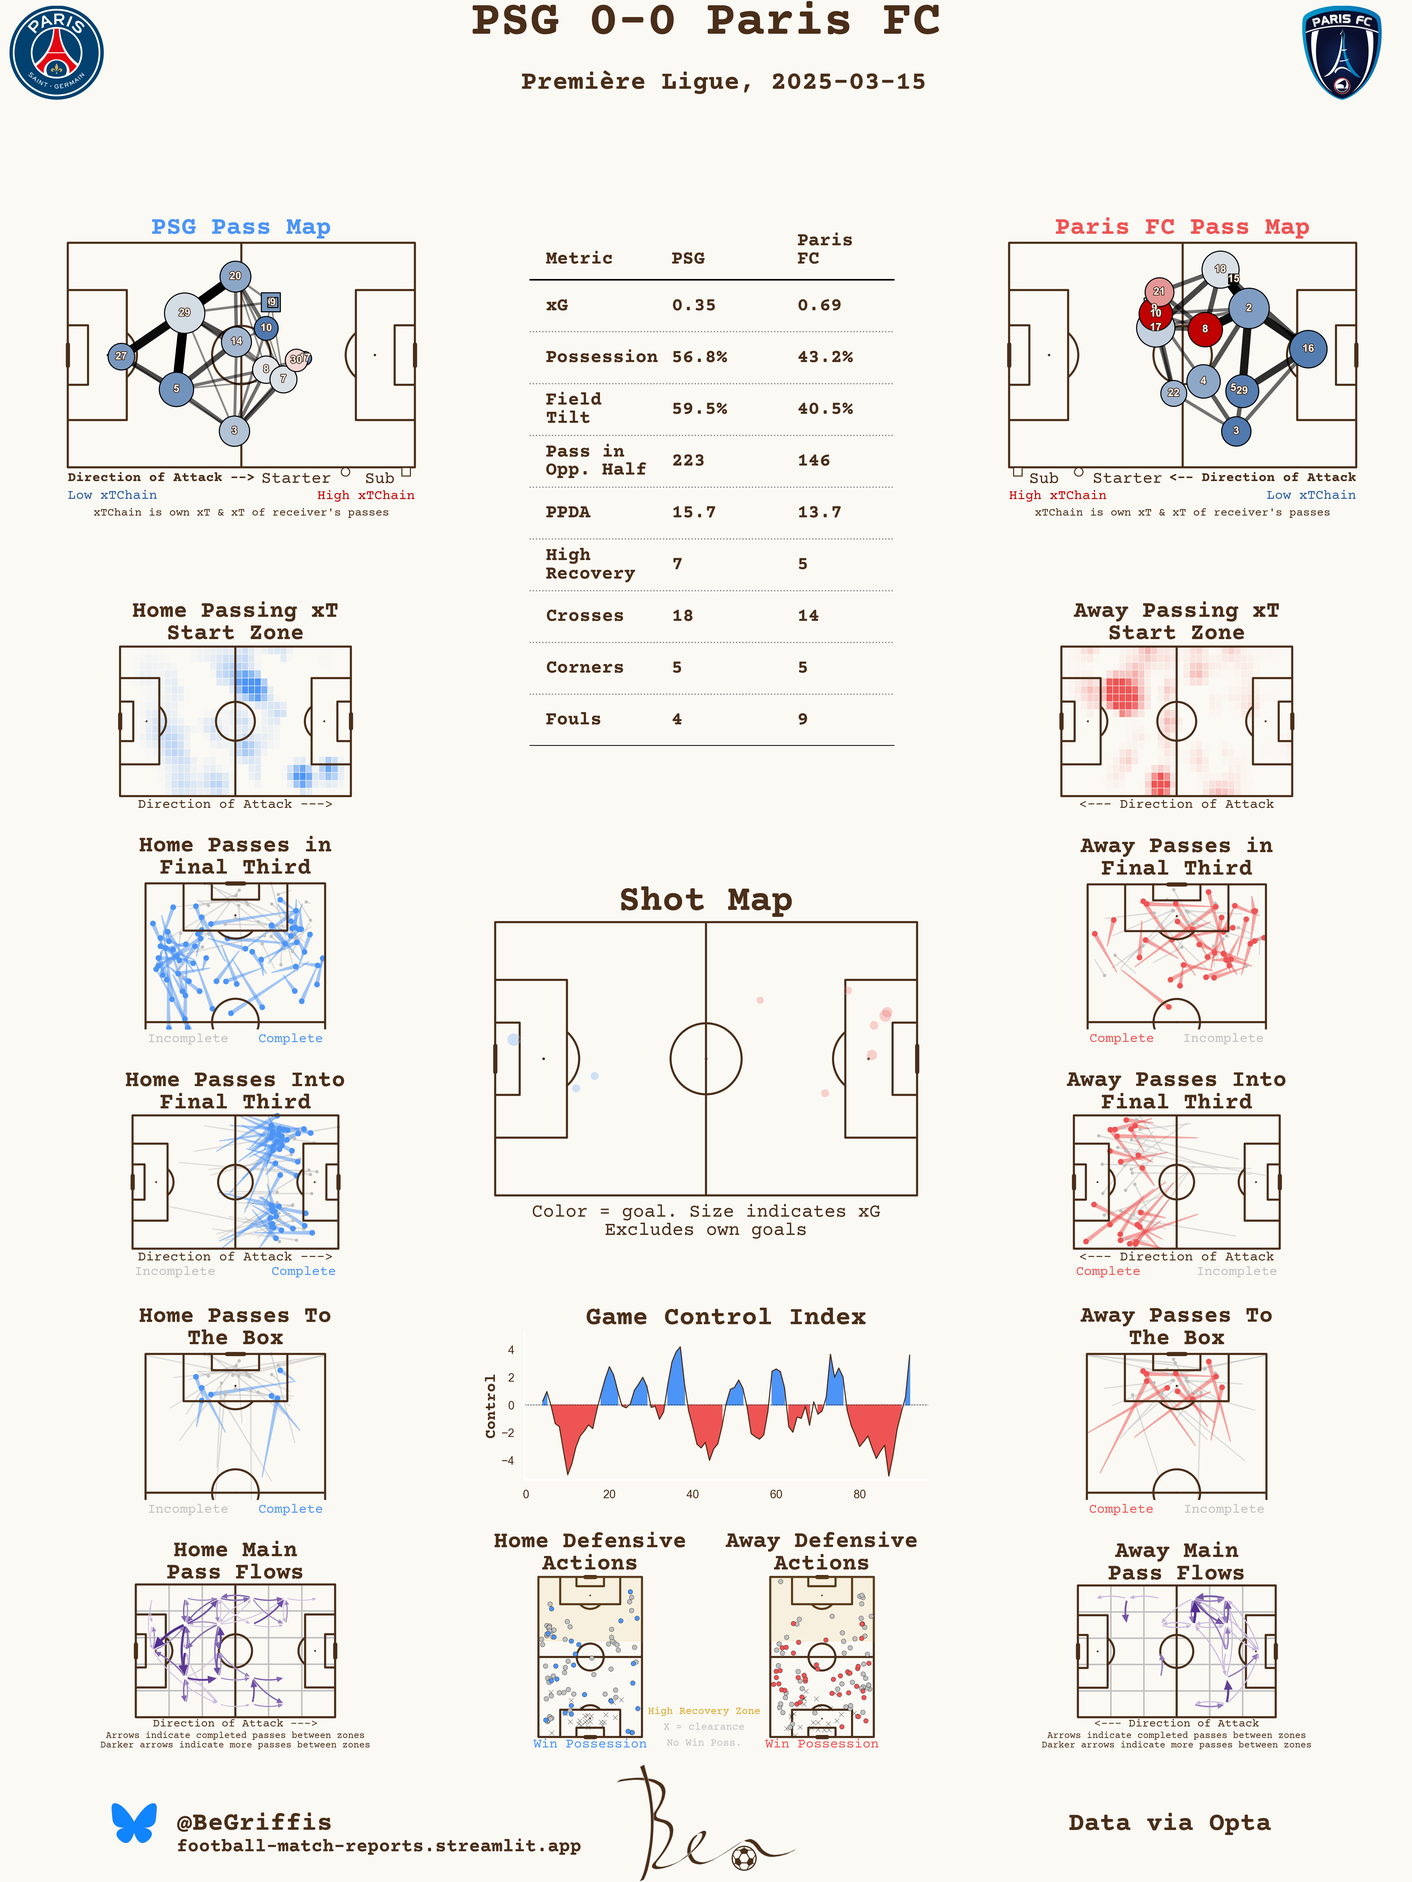 PSG 0-0 Paris FC
Première Ligue, 2025-03-15
PARIS
SAINT-GERMAIN
PARIS FC
PSG Pass Map
20
29
9
10
27
14
30
7
8
7
5
3
Direction of Attack --> Starter Sub
Low xTChain High xTChain
xTChain is own xT & xT of receiver's passes
Metric PSG Paris FC
xG 0.35 0.69
Possession 56.8% 43.2%
Field Tilt 59.5% 40.5%
Pass in Opp. Half 223 146
PPDA 15.7 13.7
High Recovery 7 5
Crosses 18 14
Corners 5 5
Fouls 4 9
Paris FC Pass Map
18
15
21
9
10
17
8
2
16
4
22
5
29
3
Sub Starter <-- Direction of Attack
High xTChain Low xTChain
xTChain is own xT & xT of receiver's passes
Home Passing xT
Start Zone
Direction of Attack --->
Away Passing xT
Start Zone
<--- Direction of Attack
Home Passes in
Final Third
Incomplete Complete
Away Passes in
Final Third
Complete Incomplete
Shot Map
Color = goal. Size indicates xG
Excludes own goals
Home Passes Into
Final Third
Direction of Attack --->
Incomplete Complete
Away Passes Into
Final Third
<--- Direction of Attack
Complete Incomplete
Home Passes To
The Box
Incomplete Complete
Game Control Index
Control
4
2
0
−2
−4
0 20 40 60 80
Away Passes To
The Box
Complete Incomplete
Home Main
Pass Flows
Direction of Attack --->
Arrows indicate completed passes between zones
Darker arrows indicate more passes between zones
Home Defensive
Actions
Win Possession
High Recovery Zone
X = clearance
No Win Poss.
Away Defensive
Actions
Win Possession
Away Main
Pass Flows
<--- Direction of Attack
Arrows indicate completed passes between zones
Darker arrows indicate more passes between zones
@BeGriffis
football-match-reports.streamlit.app
Ben
Data via Opta